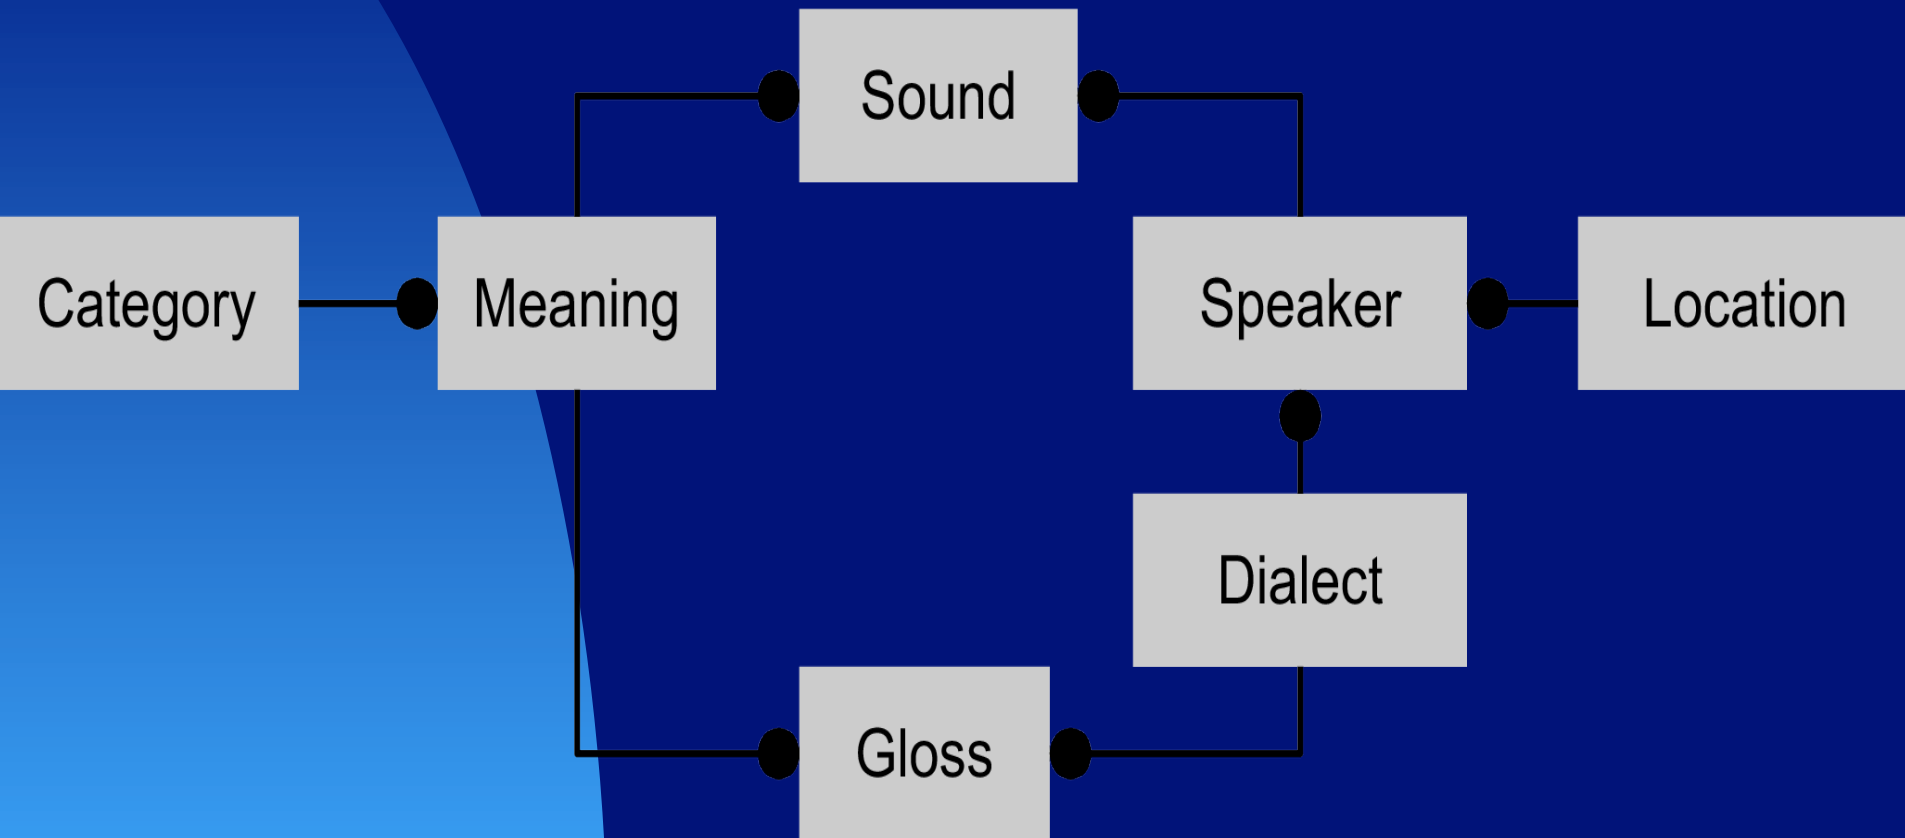 Sound
Category
Meaning
Speaker
Location
Dialect
Gloss